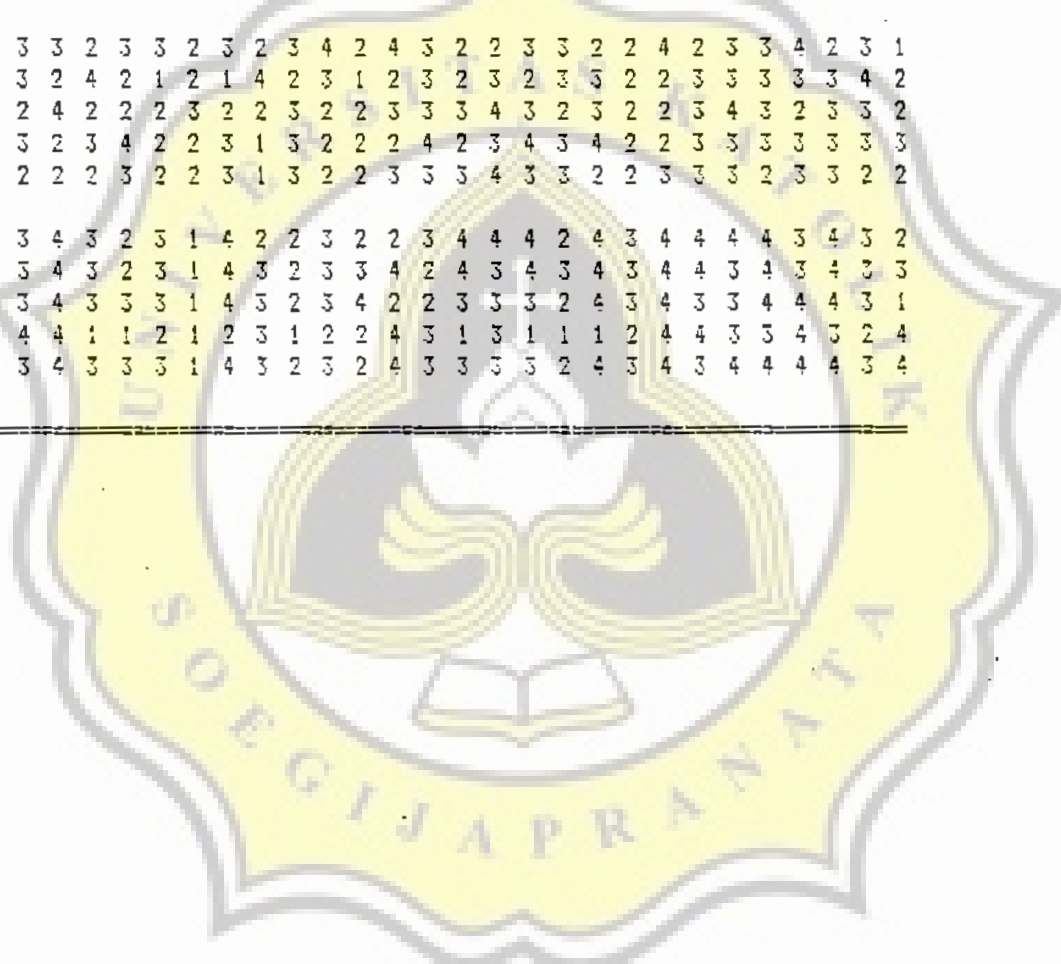 3 3 2 3 3 2 3 2 3 4 2 4 3 2 2 3 3 2 2 4 2 3 3 4 2 3 1
3 2 4 2 1 2 1 4 2 3 1 2 3 2 3 2 3 3 2 2 3 3 3 3 3 4 2
2 4 2 2 2 3 2 2 3 2 2 3 3 3 4 3 2 3 2 2 3 4 3 2 3 3 2
3 2 3 4 2 2 3 1 3 2 2 2 4 2 3 4 3 4 2 2 3 3 3 3 3 3 3
2 2 2 3 2 2 3 1 3 2 2 3 3 3 4 3 3 2 2 3 3 3 2 3 3 2 2
3 4 3 2 3 1 4 2 2 3 2 2 3 4 4 4 2 4 3 4 4 4 4 3 4 3 2
3 4 3 2 3 1 4 3 2 3 3 4 2 4 3 4 3 4 3 4 4 3 4 3 4 3 3
3 4 3 3 3 1 4 3 2 3 4 2 2 3 3 3 2 4 3 4 3 3 4 4 4 3 1
4 4 1 1 2 1 2 3 1 2 2 4 3 1 3 1 1 1 2 4 4 3 3 4 3 2 4
3 4 3 3 3 1 4 3 2 3 2 4 3 3 3 3 2 4 3 4 3 4 4 4 4 3 4
UNIVERSITAS KATOLIK
SOEGIJAPRANATA